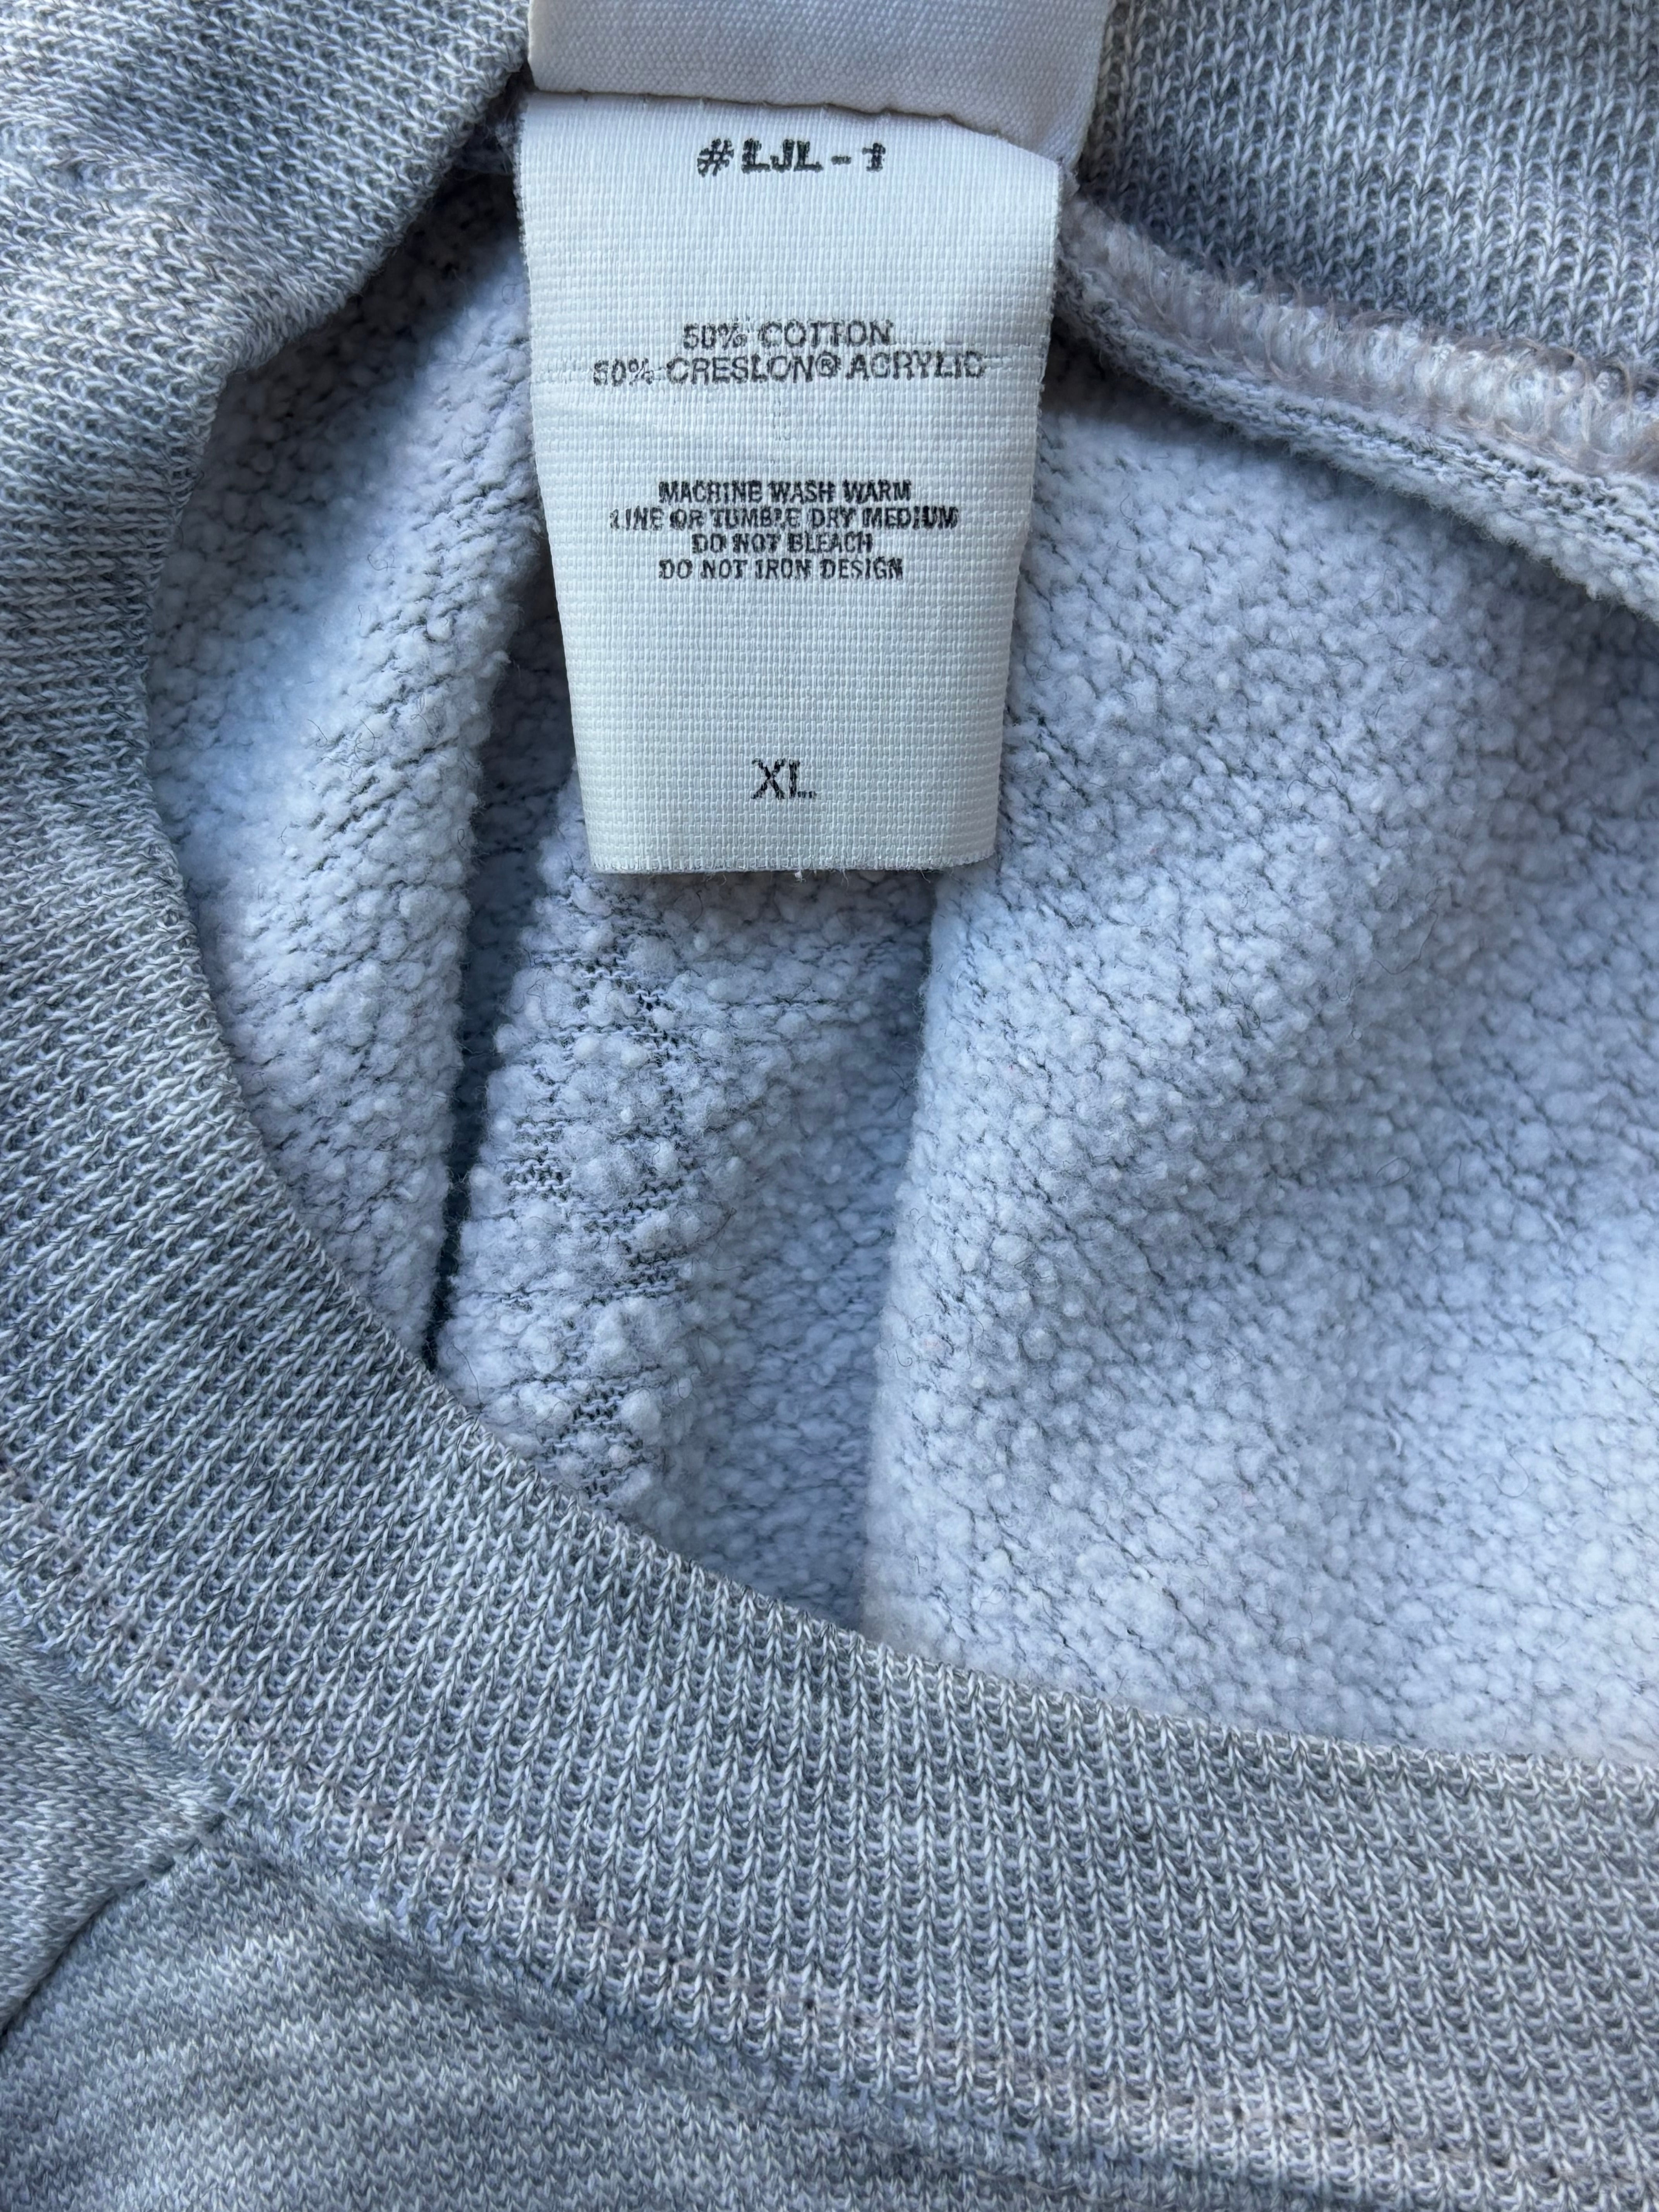 #LJL-1
50% COTTON
50% CRESLON® ACRYLIC
MACHINE WASH WARM
LINE OR TUMBLE DRY MEDIUM
DO NOT BLEACH
DO NOT IRON DESIGN
XL